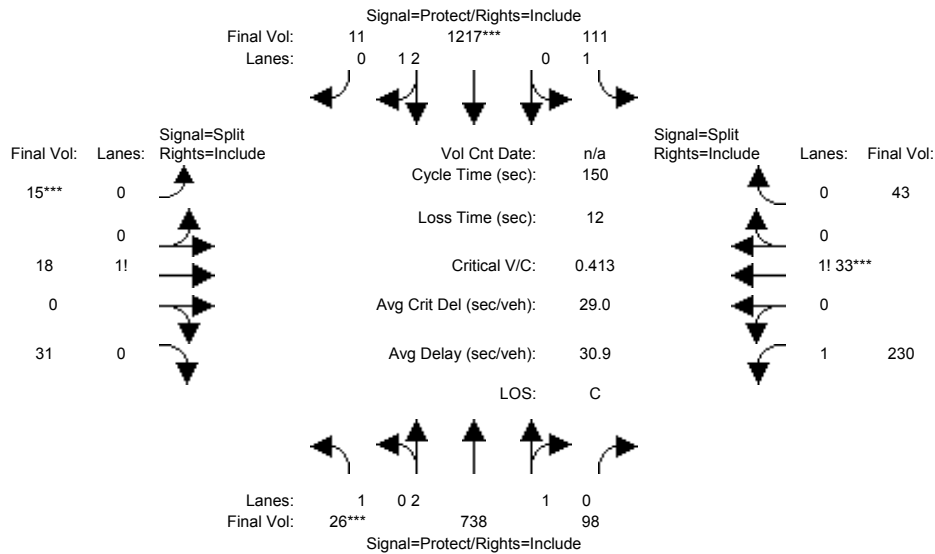 Signal=Protect/Rights=Include
Final Vol: 11 1217*** 111
Lanes: 0 1 2 0 1
Signal=Split
Rights=Include
Final Vol: Lanes:
Vol Cnt Date: n/a
Signal=Split
Rights=Include
Lanes: Final Vol:
Cycle Time (sec): 150
15*** 0
0 43
Loss Time (sec): 12
0
0
18 1!
Critical V/C: 0.413
1! 33***
0
Avg Crit Del (sec/veh): 29.0
0
31 0
Avg Delay (sec/veh): 30.9
1 230
LOS: C
Lanes: 1 0 2 1 0
Final Vol: 26*** 738 98
Signal=Protect/Rights=Include